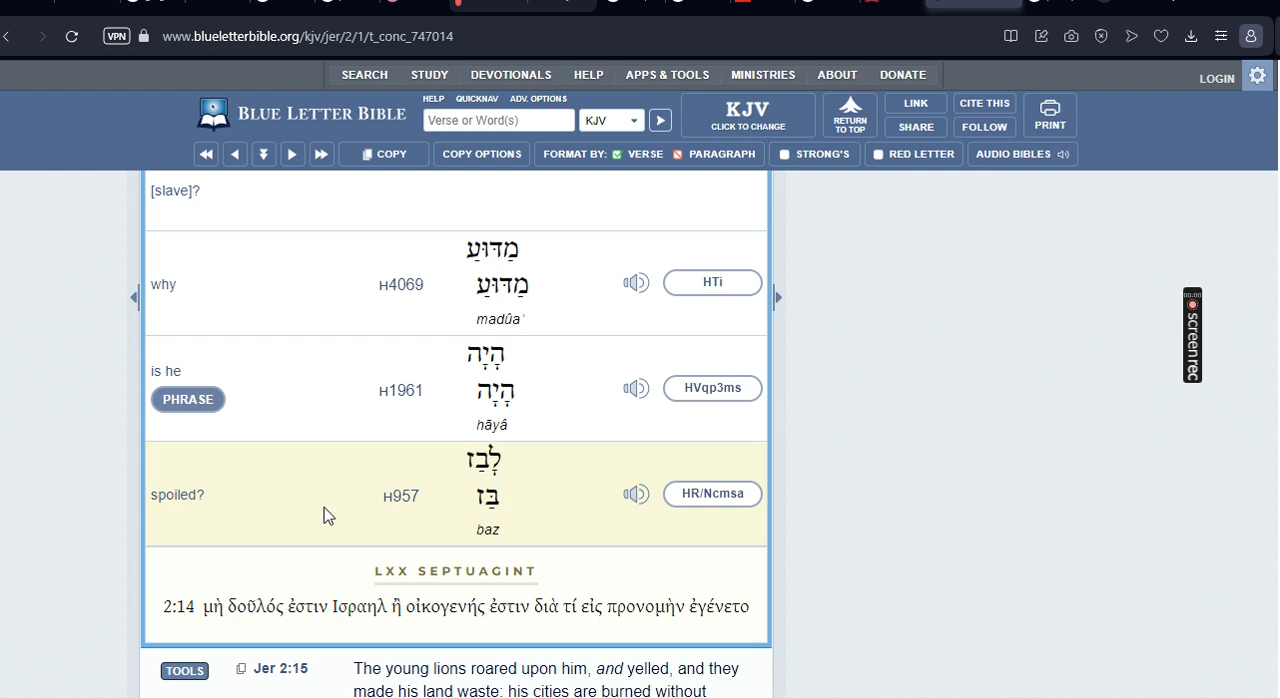 VPN www.blueletterbible.org/kjv/jer/2/1/t_conc_747014
SEARCH STUDY DEVOTIONALS HELP APPS & TOOLS MINISTRIES ABOUT DONATE
LOGIN
BLUE LETTER BIBLE
HELP QUICKNAV ADV. OPTIONS
Verse or Word(s) KJV
KJV
CLICK TO CHANGE
RETURN
TO TOP
LINK CITE THIS
SHARE FOLLOW
PRINT
COPY COPY OPTIONS FORMAT BY: VERSE PARAGRAPH STRONG'S RED LETTER AUDIO BIBLES
[slave]?
מַדּוּעַ
why H4069 מַדּוּעַ HTi
madûaʿ
הָיָה
is he
PHRASE H1961 הָיָה HVqp3ms
hāyâ
לָבַז
spoiled? H957 בַּז HR/Ncmsa
baz
LXX SEPTUAGINT
2:14 μὴ δοῦλός ἐστιν Ισραηλ ἢ οἰκογενής ἐστιν διὰ τί εἰς προνομὴν ἐγένετο
TOOLS Jer 2:15 The young lions roared upon him, and yelled, and they
made his land waste: his cities are burned without
00:00
screenrec